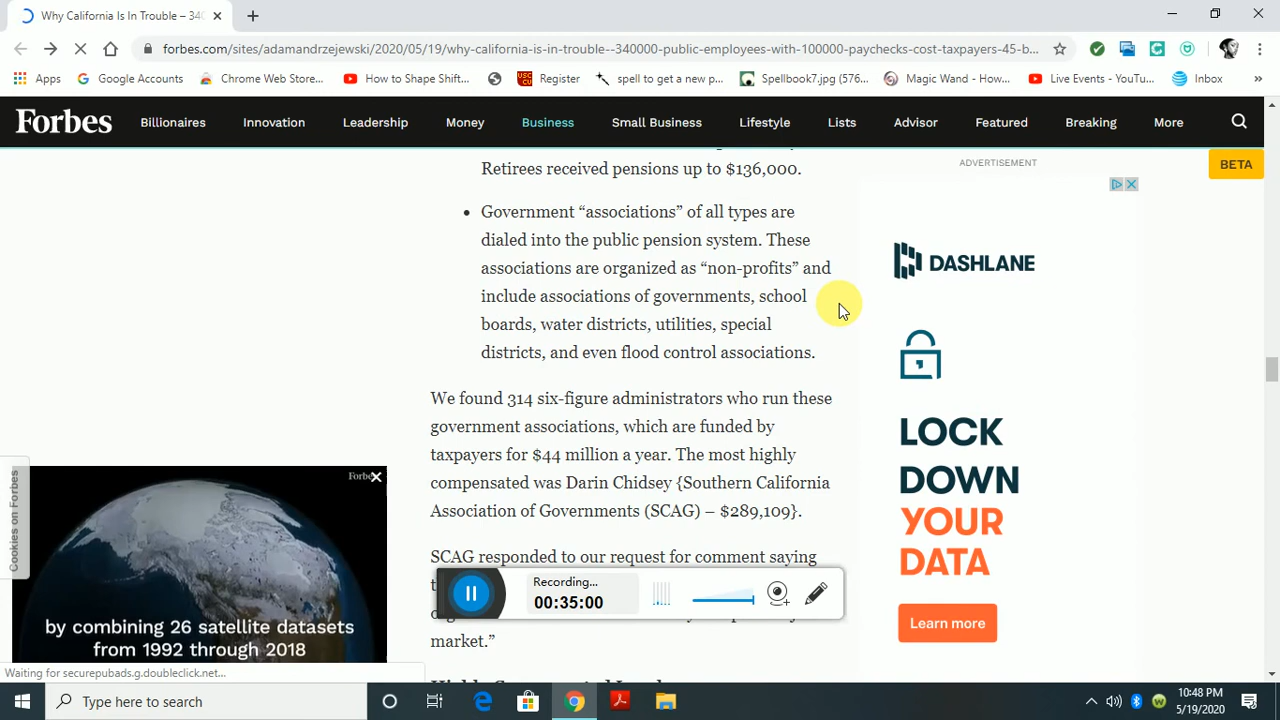 Why California Is In Trouble – 340
forbes.com/sites/adamandrzejewski/2020/05/19/why-california-is-in-trouble--340000-public-employees-with-100000-paychecks-cost-taxpayers-45-b...
Apps
Google Accounts
Chrome Web Store...
How to Shape Shift...
Register
spell to get a new p...
Spellbook7.jpg (576...
Magic Wand - How...
Live Events - YouTu...
Inbox
»
Forbes
Billionaires
Innovation
Leadership
Money
Business
Small Business
Lifestyle
Lists
Advisor
Featured
Breaking
More
BETA
ADVERTISEMENT
Retirees received pensions up to $136,000.
• Government “associations” of all types are
dialed into the public pension system. These
associations are organized as “non-profits” and
include associations of governments, school
boards, water districts, utilities, special
districts, and even flood control associations.
We found 314 six-figure administrators who run these
government associations, which are funded by
taxpayers for $44 million a year. The most highly
compensated was Darin Chidsey {Southern California
Association of Governments (SCAG) – $289,109}.
SCAG responded to our request for comment saying
market.”
DASHLANE
LOCK
DOWN
YOUR
DATA
Learn more
Cookies on Forbes
Forbes
by combining 26 satellite datasets
from 1992 through 2018
Recording...
00:35:00
Waiting for securepubads.g.doubleclick.net...
Type here to search
10:48 PM
5/19/2020